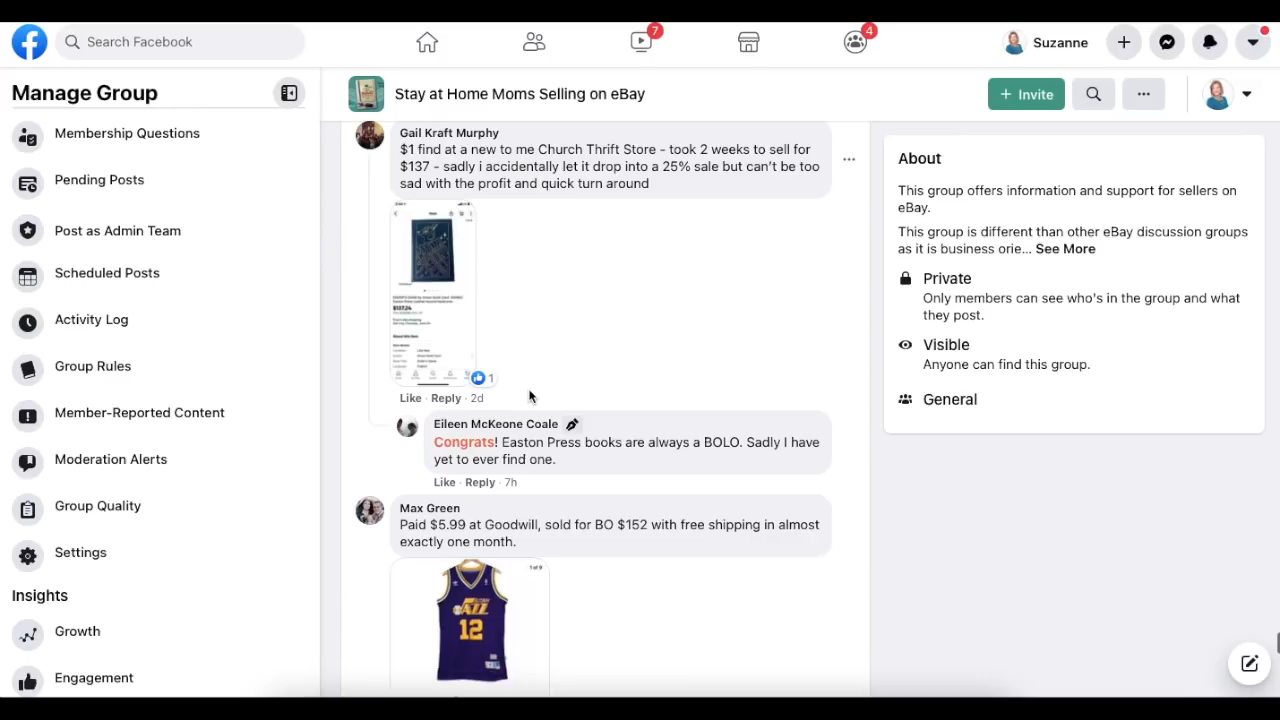 Search Facebook
7
4
Suzanne
Manage Group
Stay at Home Moms Selling on eBay
+ Invite
Membership Questions
Pending Posts
Post as Admin Team
Scheduled Posts
Activity Log
Group Rules
Member-Reported Content
Moderation Alerts
Group Quality
Settings
Insights
Growth
Engagement
Gail Kraft Murphy
$1 find at a new to me Church Thrift Store - took 2 weeks to sell for
$137 - sadly i accidentally let it drop into a 25% sale but can't be too
sad with the profit and quick turn around
1
Like · Reply · 2d
Eileen McKeone Coale
Congrats! Easton Press books are always a BOLO. Sadly I have
yet to ever find one.
Like · Reply · 7h
Max Green
Paid $5.99 at Goodwill, sold for BO $152 with free shipping in almost
exactly one month.
1 of 9
JAZZ
12
About
This group offers information and support for sellers on
eBay.
This group is different than other eBay discussion groups
as it is business orie... See More
Private
Only members can see who's in the group and what
they post.
Visible
Anyone can find this group.
General